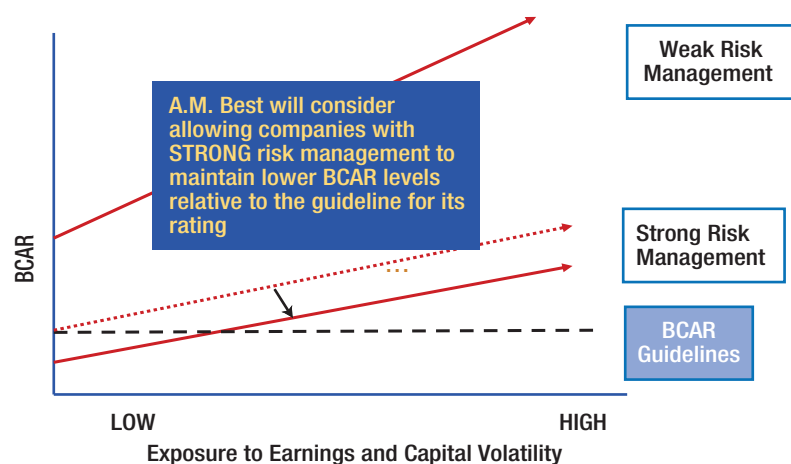 Weak Risk
Management
A.M. Best will consider
allowing companies with
STRONG risk management to
maintain lower BCAR levels
relative to the guideline for its
rating
...
Strong Risk
Management
BCAR
BCAR
Guidelines
LOW
HIGH
Exposure to Earnings and Capital Volatility